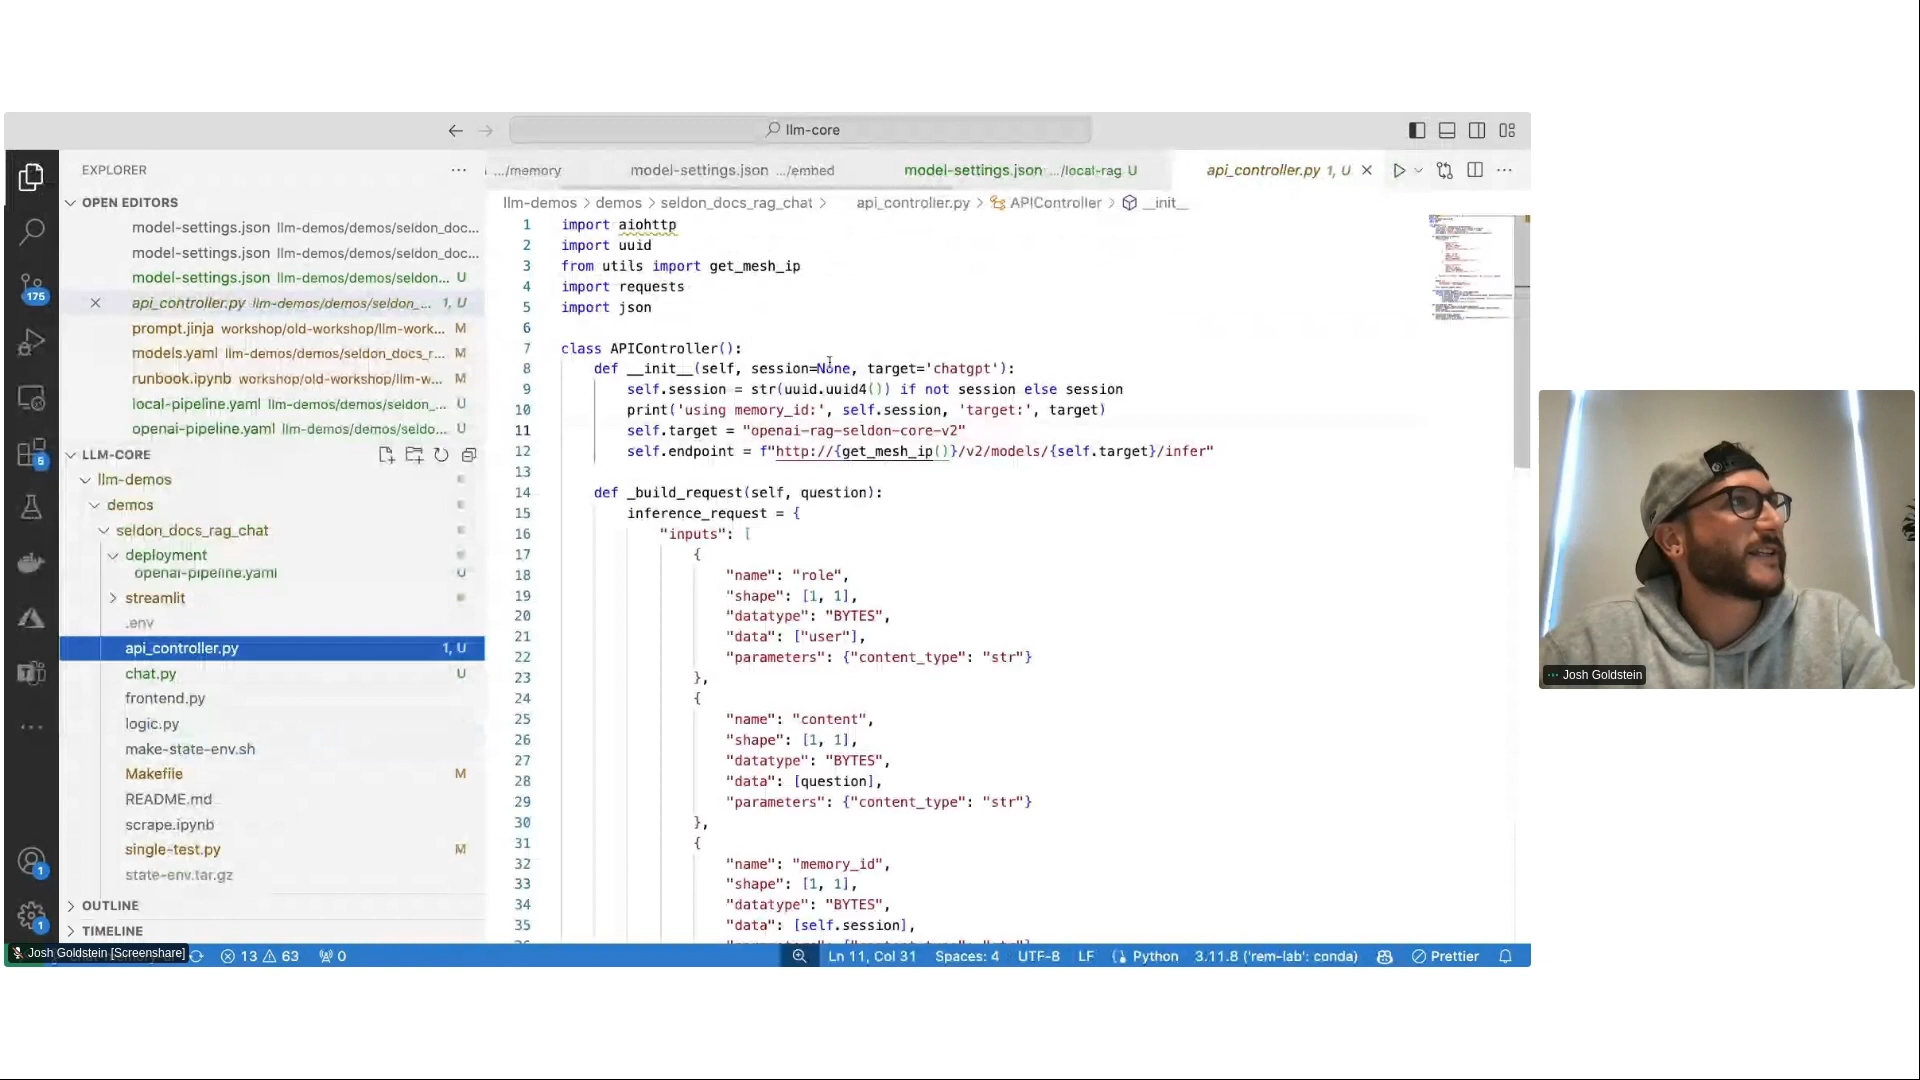 llm-core
EXPLORER
OPEN EDITORS
model-settings.json llm-demos/demos/seldon_doc...
model-settings.json llm-demos/demos/seldon_doc...
model-settings.json llm-demos/demos/seldon... U
api_controller.py llm-demos/demos/seldon_... 1, U
prompt.jinja workshop/old-workshop/llm-work... M
models.yaml llm-demos/demos/seldon_docs_r... M
runbook.ipynb workshop/old-workshop/llm-w... M
local-pipeline.yaml llm-demos/demos/seldon_... U
openai-pipeline.yaml llm-demos/demos/seldon... U
LLM-CORE
llm-demos
demos
seldon_docs_rag_chat
deployment
openai-pipeline.yaml U
streamlit
.env
api_controller.py 1, U
chat.py U
frontend.py
logic.py
make-state-env.sh
Makefile M
README.md
scrape.ipynb
single-test.py M
state-env.tar.gz
OUTLINE
TIMELINE
175
5
1
1
.../memory model-settings.json .../embed model-settings.json .../local-rag U api_controller.py 1, U
llm-demos > demos > seldon_docs_rag_chat > api_controller.py > APIController > __init__
1 import aiohttp
2 import uuid
3 from utils import get_mesh_ip
4 import requests
5 import json
6
7 class APIController():
8 def __init__(self, session=None, target='chatgpt'):
9 self.session = str(uuid.uuid4()) if not session else session
10 print('using memory_id:', self.session, 'target:', target)
11 self.target = "openai-rag-seldon-core-v2"
12 self.endpoint = f"http://{get_mesh_ip()}/v2/models/{self.target}/infer"
13
14 def _build_request(self, question):
15 inference_request = {
16 "inputs": [
17 {
18 "name": "role",
19 "shape": [1, 1],
20 "datatype": "BYTES",
21 "data": ["user"],
22 "parameters": {"content_type": "str"}
23 },
24 {
25 "name": "content",
26 "shape": [1, 1],
27 "datatype": "BYTES",
28 "data": [question],
29 "parameters": {"content_type": "str"}
30 },
31 {
32 "name": "memory_id",
33 "shape": [1, 1],
34 "datatype": "BYTES",
35 "data": [self.session],
Josh Goldstein [Screenshare] 13 63 0 Ln 11, Col 31 Spaces: 4 UTF-8 LF Python 3.11.8 ('rem-lab': conda) Prettier
Josh Goldstein